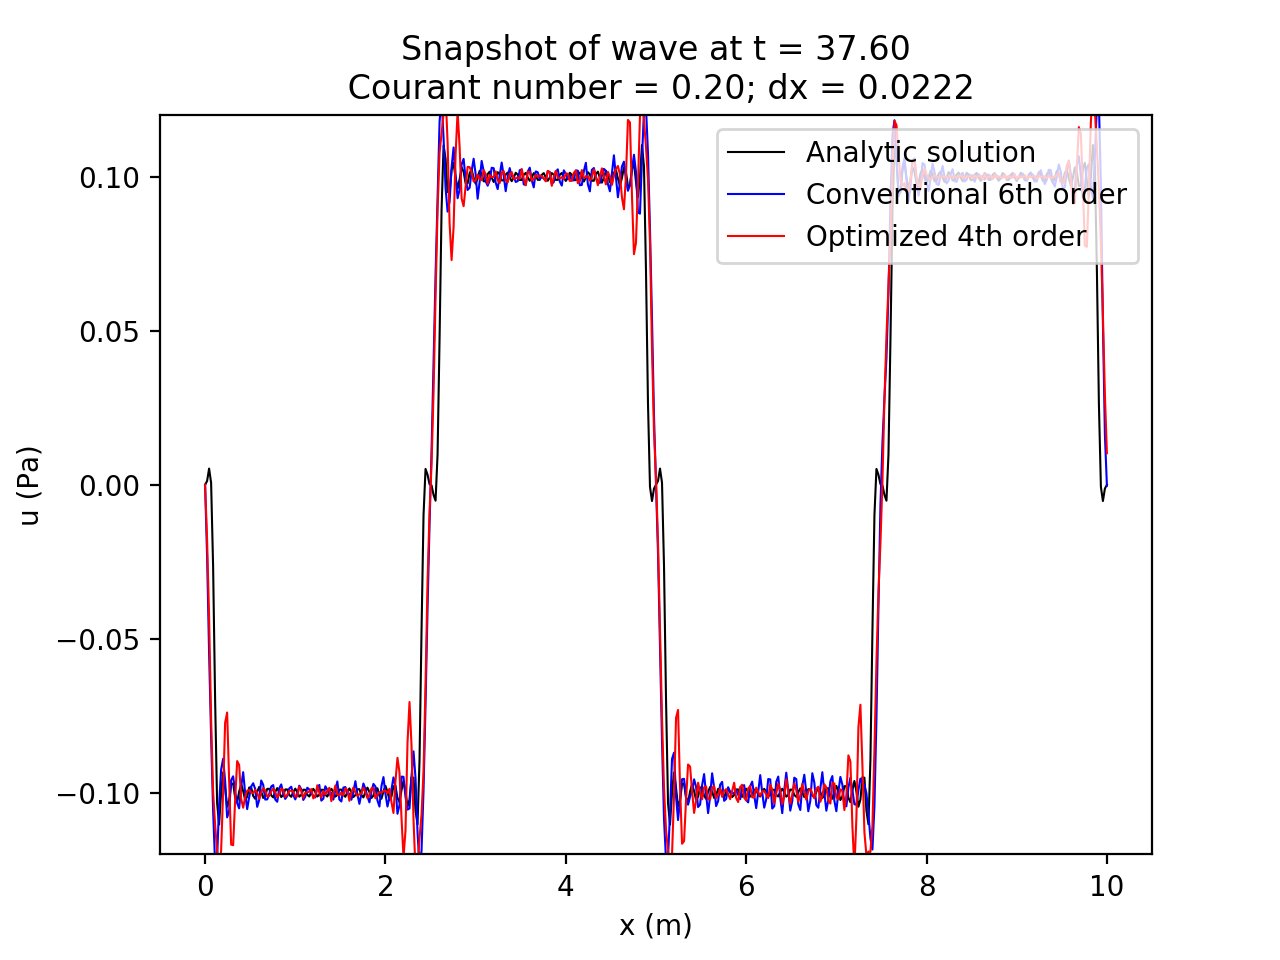 Snapshot of wave at t = 37.60
Courant number = 0.20; dx = 0.0222
Analytic solution
Conventional 6th order
Optimized 4th order
0.10
0.05
0.00
−0.05
−0.10
u (Pa)
0 2 4 6 8 10
x (m)